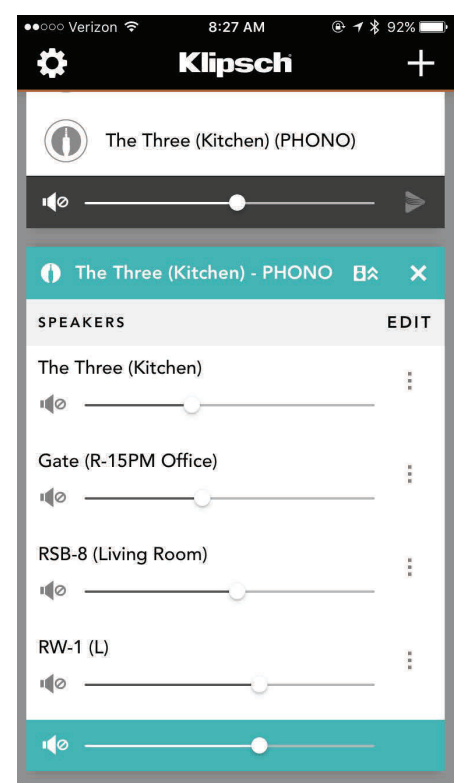 Verizon 8:27 AM 92%
Klipsch
The Three (Kitchen) (PHONO)
The Three (Kitchen) - PHONO
SPEAKERS EDIT
The Three (Kitchen)
Gate (R-15PM Office)
RSB-8 (Living Room)
RW-1 (L)